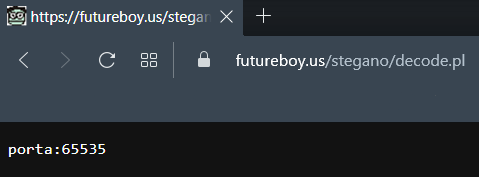 https://futureboy.us/stegan
futureboy.us/stegano/decode.pl
porta:65535